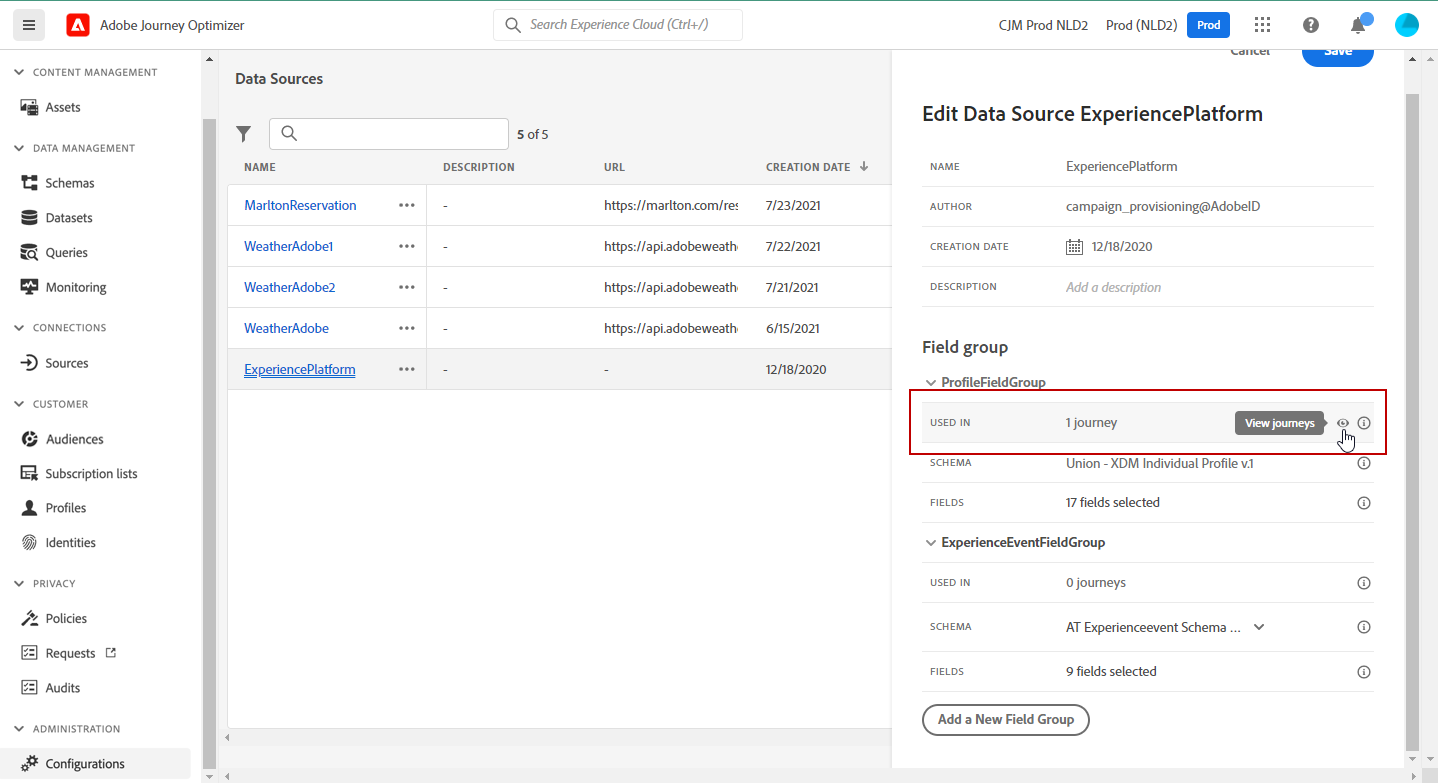 Adobe Journey Optimizer
Search Experience Cloud (Ctrl+/)
CJM Prod NLD2
Prod (NLD2)
Prod
CONTENT MANAGEMENT
Assets
DATA MANAGEMENT
Schemas
Datasets
Queries
Monitoring
CONNECTIONS
Sources
CUSTOMER
Audiences
Subscription lists
Profiles
Identities
PRIVACY
Policies
Requests
Audits
ADMINISTRATION
Configurations
Data Sources
5 of 5
NAME DESCRIPTION URL CREATION DATE
MarltonReservation ••• - https://marlton.com/res 7/23/2021
WeatherAdobe1 ••• - https://api.adobeweath 7/22/2021
WeatherAdobe2 ••• - https://api.adobeweath 7/21/2021
WeatherAdobe ••• - https://api.adobeweath 6/15/2021
ExperiencePlatform ••• - - 12/18/2020
Cancel Save
Edit Data Source ExperiencePlatform
NAME ExperiencePlatform
AUTHOR campaign_provisioning@AdobeID
CREATION DATE 12/18/2020
DESCRIPTION Add a description
Field group
ProfileFieldGroup
USED IN 1 journey View journeys
SCHEMA Union - XDM Individual Profile v.1
FIELDS 17 fields selected
ExperienceEventFieldGroup
USED IN 0 journeys
SCHEMA AT Experienceevent Schema ...
FIELDS 9 fields selected
Add a New Field Group